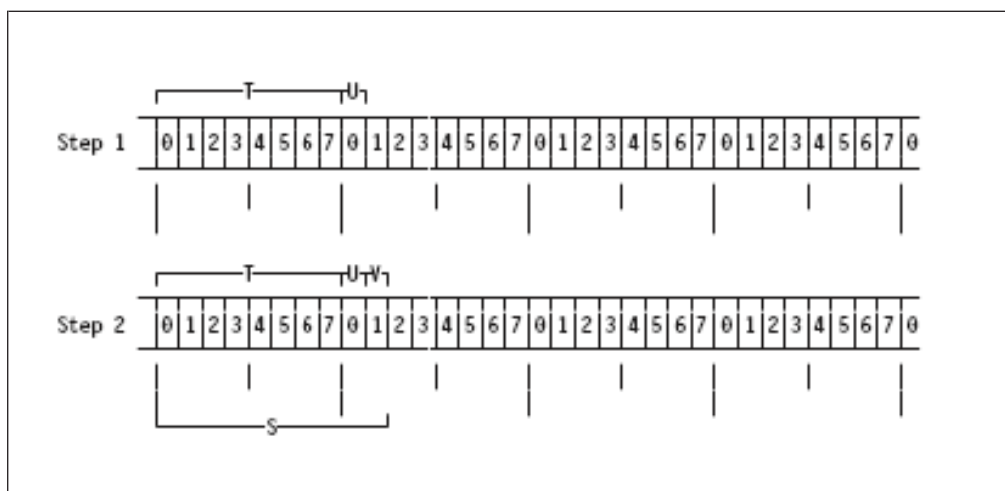 T U
Step 1 0 1 2 3 4 5 6 7 0 1 2 3 4 5 6 7 0 1 2 3 4 5 6 7 0 1 2 3 4 5 6 7 0
T U V
Step 2 0 1 2 3 4 5 6 7 0 1 2 3 4 5 6 7 0 1 2 3 4 5 6 7 0 1 2 3 4 5 6 7 0
S